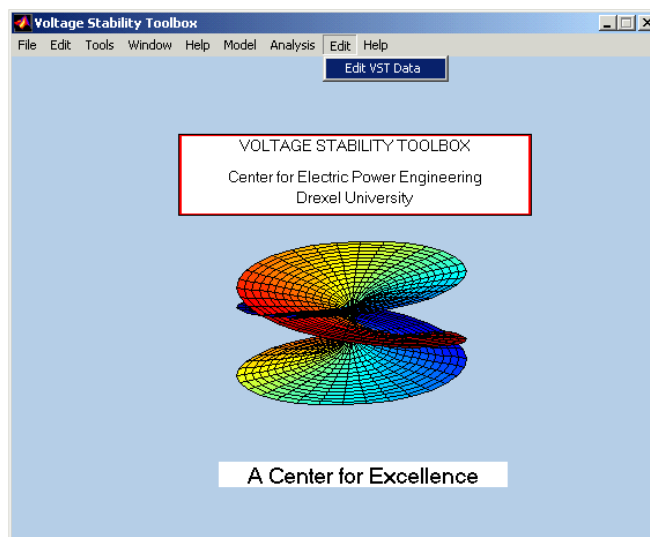 Voltage Stability Toolbox
File Edit Tools Window Help Model Analysis Edit Help
Edit VST Data
VOLTAGE STABILITY TOOLBOX
Center for Electric Power Engineering
Drexel University
A Center for Excellence